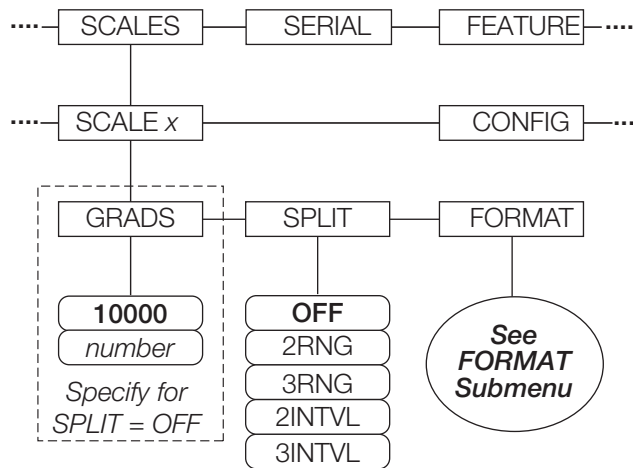 .... SCALES SERIAL FEATURE ....
.... SCALE x CONFIG ...
GRADS SPLIT FORMAT
10000
number
Specify for
SPLIT = OFF
OFF
2RNG
3RNG
2INTVL
3INTVL
See
FORMAT
Submenu